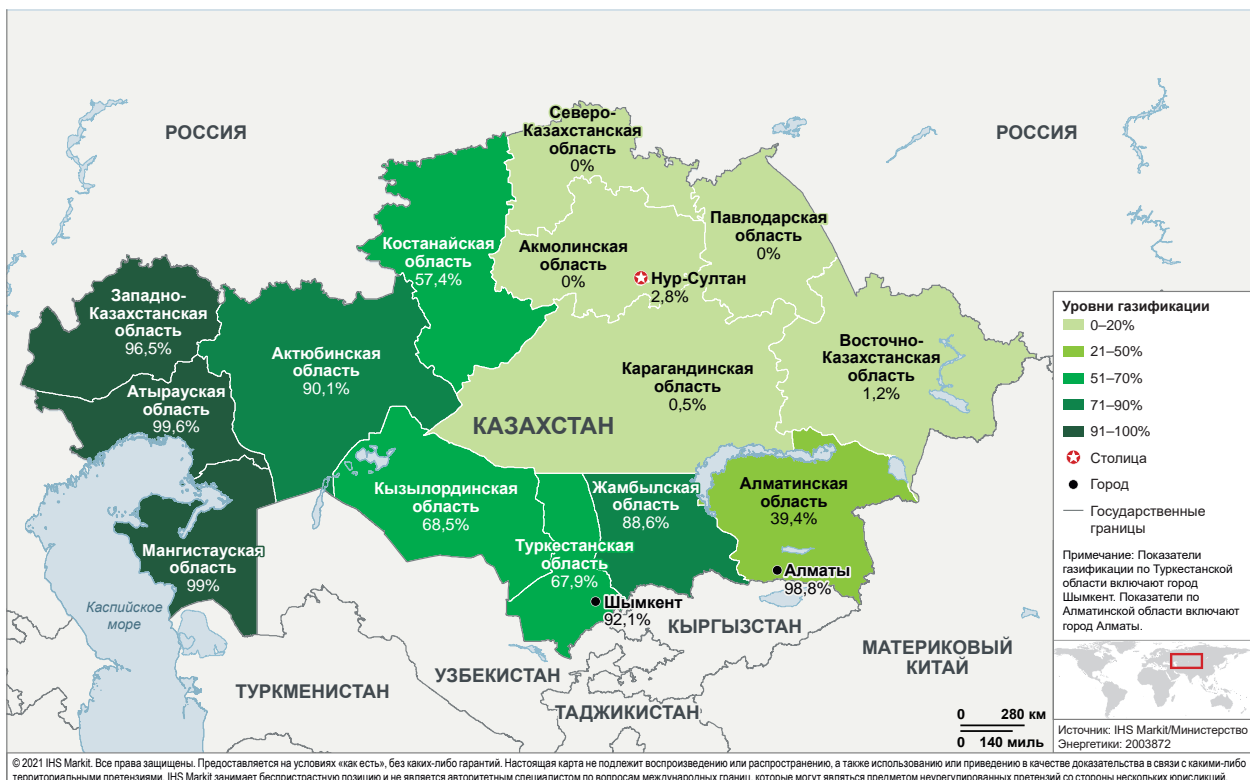 РОССИЯ
РОССИЯ
Северо-
Казахстанская
область
0%
Павлодарская
область
0%
Костанайская
область
57,4%
Акмолинская
область
0%
Нур-Султан
2,8%
Западно-
Казахстанская
область
96,5%
Актюбинская
область
90,1%
Атырауская
область
99,6%
Карагандинская
область
0,5%
Восточно-
Казахстанская
область
1,2%
КАЗАХСТАН
Кызылординская
область
68,5%
Жамбылская
область
88,6%
Алматинская
область
39,4%
Туркестанская
область
67,9%
Мангистауская
область
99%
Алматы
98,8%
Шымкент
92,1%
Каспийское
море
КЫРГЫЗСТАН
УЗБЕКИСТАН
МАТЕРИКОВЫЙ
КИТАЙ
ТУРКМЕНИСТАН
ТАДЖИКИСТАН
0 280 км
0 140 миль
Уровни газификации
0–20%
21–50%
51–70%
71–90%
91–100%
Столица
Город
Государственные
границы
Примечание: Показатели
газификации по Туркестанской
области включают город
Шымкент. Показатели по
Алматинской области включают
город Алматы.
Источник: IHS Markit/Министерство
Энергетики: 2003872
© 2021 IHS Markit. Все права защищены. Предоставляется на условиях «как есть», без каких-либо гарантий. Настоящая карта не подлежит воспроизведению или распространению, а также использованию или приведению в качестве доказательства в связи с какими-либо
территориальными претензиями. IHS Markit занимает беспристрастную позицию и не является авторитетным специалистом по вопросам международных границ, которые могут являться предметом неурегулированных претензий со стороны нескольких юрисдикций.